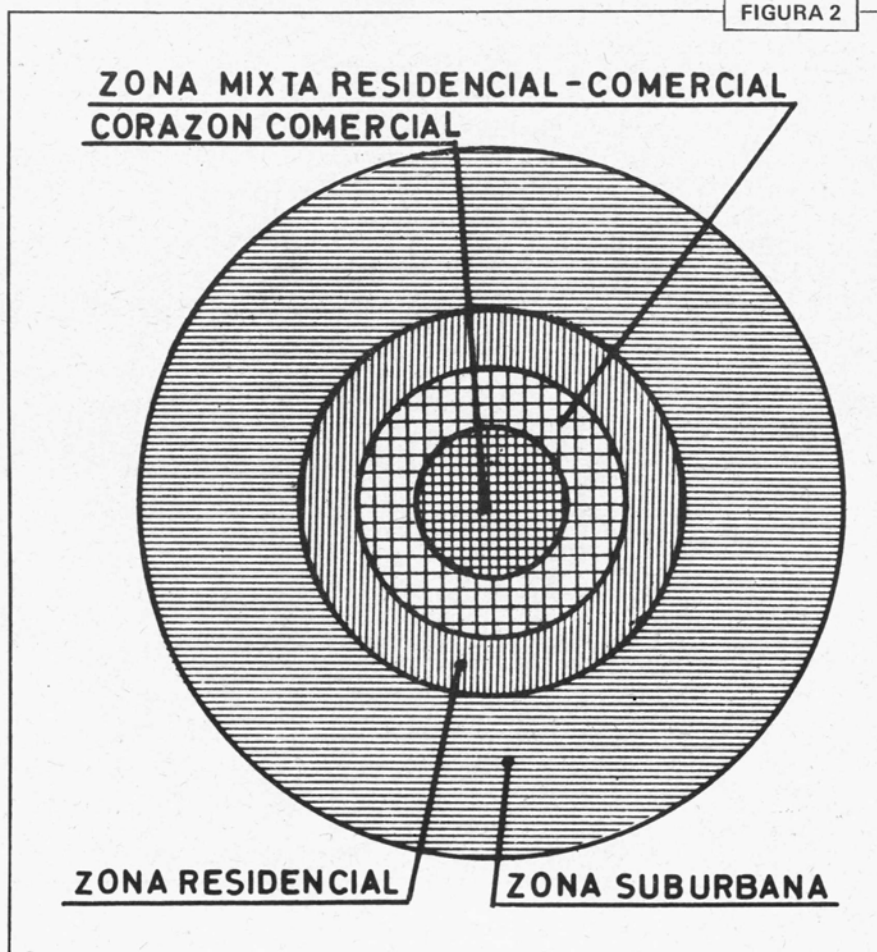 FIGURA 2
ZONA MIXTA RESIDENCIAL-COMERCIAL
CORAZON COMERCIAL
ZONA RESIDENCIAL
ZONA SUBURBANA